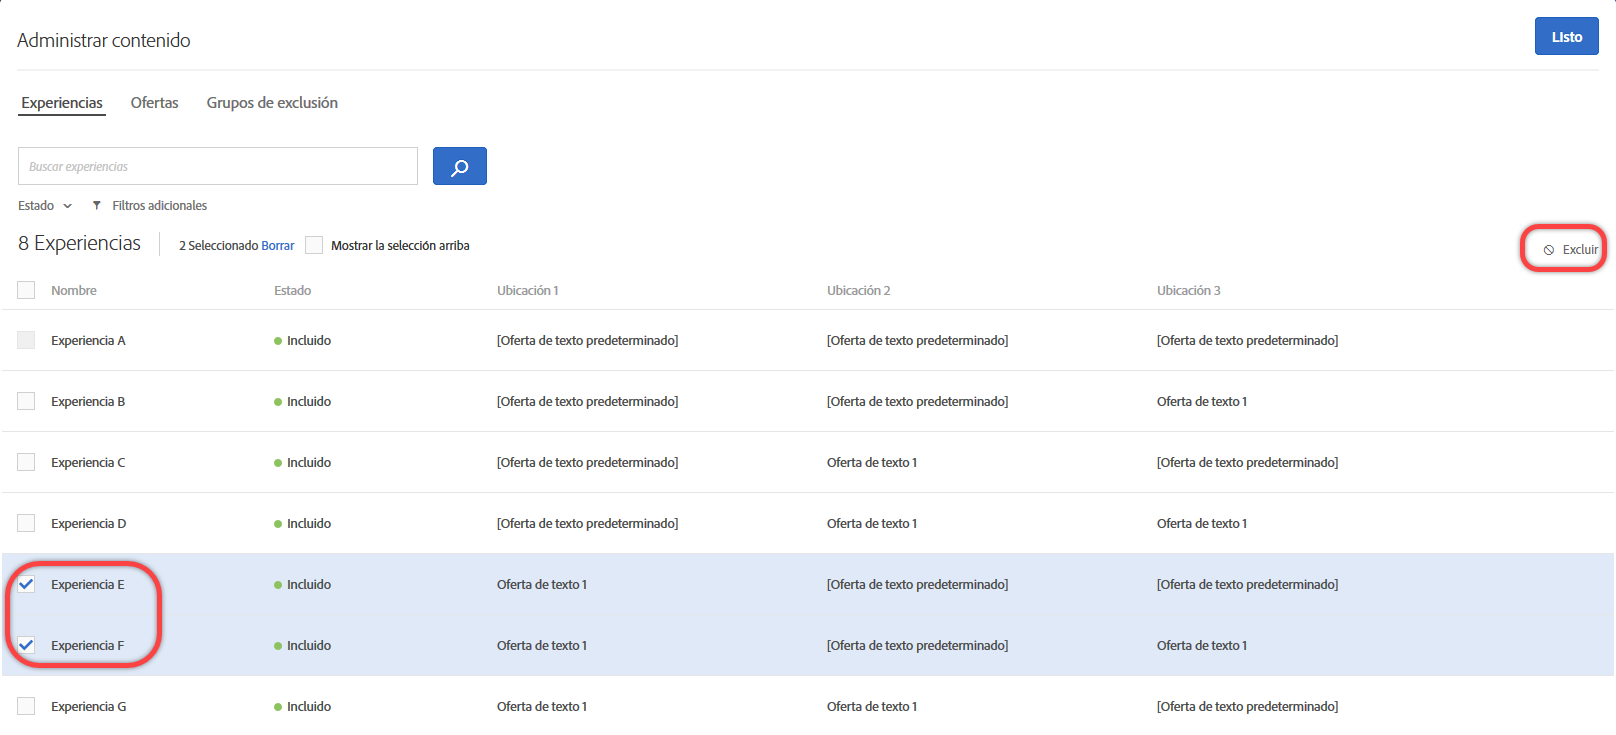 Administrar contenido
Listo
Experiencias Ofertas Grupos de exclusión
Buscar experiencias
Estado Filtros adicionales
8 Experiencias 2 Seleccionado Borrar Mostrar la selección arriba Excluir
Nombre Estado Ubicación 1 Ubicación 2 Ubicación 3
Experiencia A Incluido [Oferta de texto predeterminado] [Oferta de texto predeterminado] [Oferta de texto predeterminado]
Experiencia B Incluido [Oferta de texto predeterminado] [Oferta de texto predeterminado] Oferta de texto 1
Experiencia C Incluido [Oferta de texto predeterminado] Oferta de texto 1 [Oferta de texto predeterminado]
Experiencia D Incluido [Oferta de texto predeterminado] Oferta de texto 1 Oferta de texto 1
Experiencia E Incluido Oferta de texto 1 [Oferta de texto predeterminado] [Oferta de texto predeterminado]
Experiencia F Incluido Oferta de texto 1 [Oferta de texto predeterminado] Oferta de texto 1
Experiencia G Incluido Oferta de texto 1 Oferta de texto 1 [Oferta de texto predeterminado]